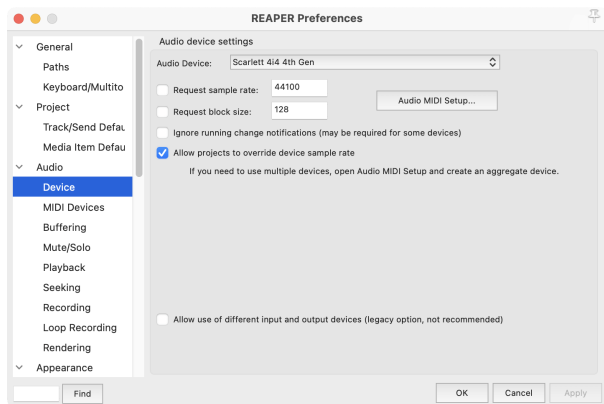 REAPER Preferences
General
Paths
Keyboard/Multito
Project
Track/Send Defau
Media Item Defau
Audio
Device
MIDI Devices
Buffering
Mute/Solo
Playback
Seeking
Recording
Loop Recording
Rendering
Appearance
Find
Audio device settings
Audio Device: Scarlett 4i4 4th Gen
Request sample rate: 44100
Request block size: 128
Audio MIDI Setup...
Ignore running change notifications (may be required for some devices)
Allow projects to override device sample rate
If you need to use multiple devices, open Audio MIDI Setup and create an aggregate device.
Allow use of different input and output devices (legacy option, not recommended)
OK Cancel Apply